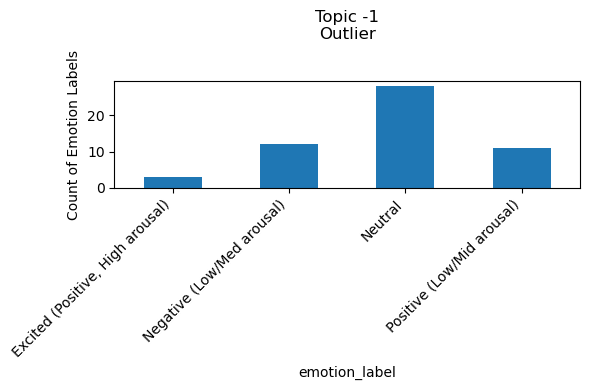 Topic -1
Outlier
Count of Emotion Labels
20
10
0
Excited (Positive, High arousal)
Negative (Low/Med arousal)
Neutral
Positive (Low/Mid arousal)
emotion_label